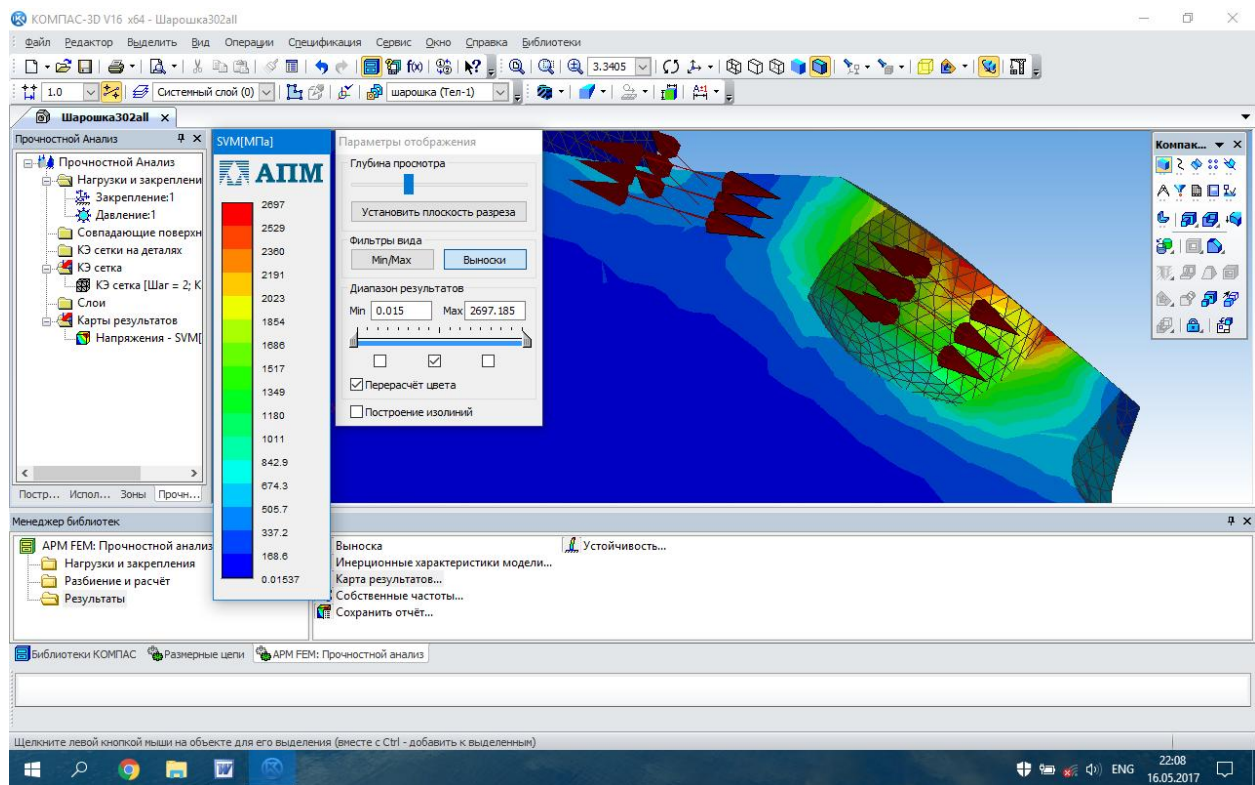 КОМПАС-3D V16 x64 - Шарошка302all
Файл Редактор Выделить Вид Операции Спецификация Сервис Окно Справка Библиотеки
f(x)
3.3405
1.0
Системный слой (0)
шарошка (Тел-1)
Шарошка302all
Прочностной Анализ
Прочностной Анализ
Нагрузки и закреплени
Закрепление:1
Давление:1
Совпадающие поверхн
КЭ сетки на деталях
КЭ сетка
КЭ сетка [Шаг = 2; К
Слои
Карты результатов
Напряжения - SVM[
Постр... Испол... Зоны Прочн...
SVM[МПа]
АПМ
2697
2529
2360
2191
2023
1854
1686
1517
1349
1180
1011
842.9
674.3
505.7
337.2
168.6
0.01537
Параметры отображения
Глубина просмотра
Установить плоскость разреза
Фильтры вида
Min/Max Выноски
Диапазон результатов
Min 0.015 Max 2697.185
Перерасчёт цвета
Построение изолиний
Компак...
Менеджер библиотек
APM FEM: Прочностной анализ
Нагрузки и закрепления
Разбиение и расчёт
Результаты
Выноска
Инерционные характеристики модели...
Карта результатов...
Собственные частоты...
Сохранить отчёт...
Устойчивость...
Библиотеки КОМПАС Размерные цепи APM FEM: Прочностной анализ
Щелкните левой кнопкой мыши на объекте для его выделения (вместе с Ctrl - добавить к выделенным)
ENG
22:08
16.05.2017